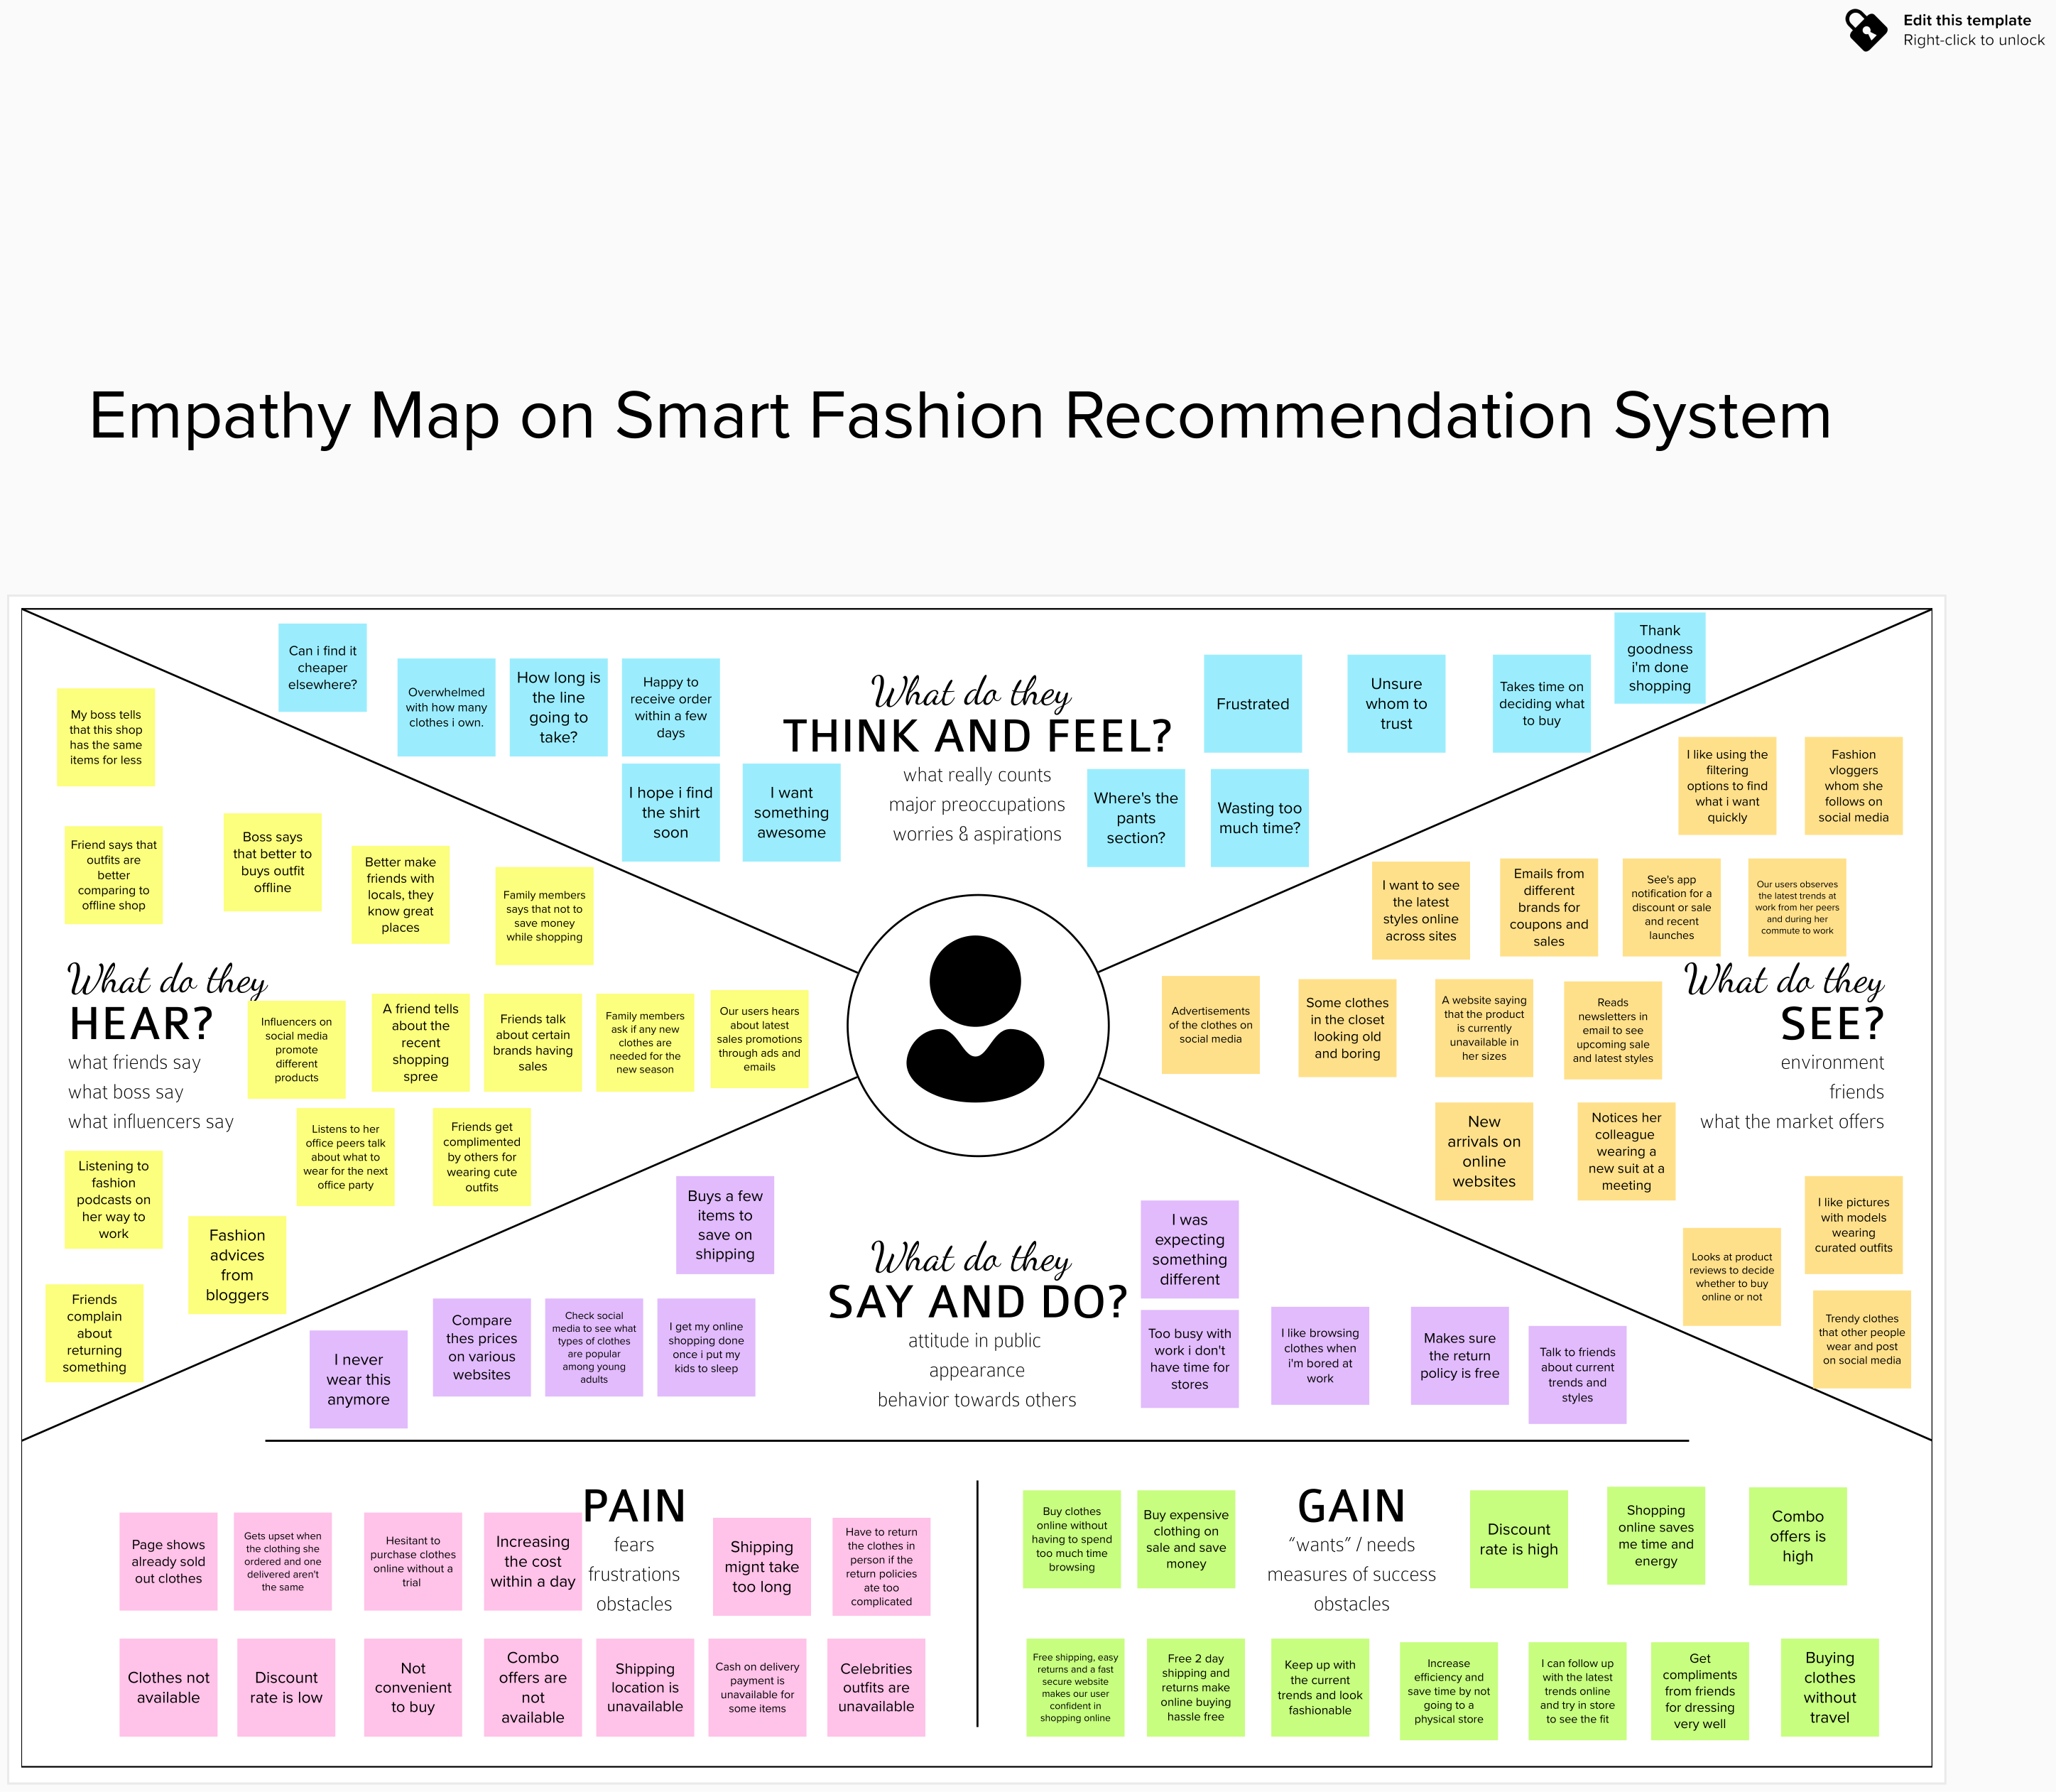 Edit this template
Right-click to unlock
Empathy Map on Smart Fashion Recommendation System
What do they
THINK AND FEEL?
what really counts
major preoccupations
worries & aspirations
Can i find it
cheaper
elsewhere?
Overwhelmed
with how many
clothes i own.
How long is
the line
going to
take?
Happy to
receive order
within a few
days
I hope i find
the shirt
soon
I want
something
awesome
Frustrated
Unsure
whom to
trust
Takes time on
deciding what
to buy
Thank
goodness
i'm done
shopping
Where's the
pants
section?
Wasting too
much time?
What do they
HEAR?
what friends say
what boss say
what influencers say
My boss tells
that this shop
has the same
items for less
Friend says that
outfits are
better
comparing to
offline shop
Boss says
that better to
buys outfit
offline
Better make
friends with
locals, they
know great
places
Family members
says that not to
save money
while shopping
Influencers on
social media
promote
different
products
A friend tells
about the
recent
shopping
spree
Friends talk
about certain
brands having
sales
Family members
ask if any new
clothes are
needed for the
new season
Our users hears
about latest
sales promotions
through ads and
emails
Listens to her
office peers talk
about what to
wear for the next
office party
Friends get
complimented
by others for
wearing cute
outfits
Listening to
fashion
podcasts on
her way to
work
Fashion
advices
from
bloggers
Friends
complain
about
returning
something
What do they
SEE?
environment
friends
what the market offers
I like using the
filtering
options to find
what i want
quickly
Fashion
vloggers
whom she
follows on
social media
I want to see
the latest
styles online
across sites
Emails from
different
brands for
coupons and
sales
See's app
notification for a
discount or sale
and recent
launches
Our users observes
the latest trends at
work from her peers
and during her
commute to work
Advertisements
of the clothes on
social media
Some clothes
in the closet
looking old
and boring
A website saying
that the product
is currently
unavailable in
her sizes
Reads
newsletters in
email to see
upcoming sale
and latest styles
New
arrivals on
online
websites
Notices her
colleague
wearing a
new suit at a
meeting
I like pictures
with models
wearing
curated outfits
Looks at product
reviews to decide
whether to buy
online or not
Trendy clothes
that other people
wear and post
on social media
What do they
SAY AND DO?
attitude in public
appearance
behavior towards others
Buys a few
items to
save on
shipping
I never
wear this
anymore
Compare
thes prices
on various
websites
Check social
media to see what
types of clothes
are popular
among young
adults
I get my online
shopping done
once i put my
kids to sleep
I was
expecting
something
different
Too busy with
work i don't
have time for
stores
I like browsing
clothes when
i'm bored at
work
Makes sure
the return
policy is free
Talk to friends
about current
trends and
styles
PAIN
fears
frustrations
obstacles
Page shows
already sold
out clothes
Gets upset when
the clothing she
ordered and one
delivered aren't
the same
Hesitant to
purchase clothes
online without a
trial
Increasing
the cost
within a day
Shipping
mignt take
too long
Have to return
the clothes in
person if the
return policies
ate too
complicated
Clothes not
available
Discount
rate is low
Not
convenient
to buy
Combo
offers are
not
available
Shipping
location is
unavailable
Cash on delivery
payment is
unavailable for
some items
Celebrities
outfits are
unavailable
GAIN
“wants” / needs
measures of success
obstacles
Buy clothes
online without
having to spend
too much time
browsing
Buy expensive
clothing on
sale and save
money
Discount
rate is high
Shopping
online saves
me time and
energy
Combo
offers is
high
Free shipping, easy
returns and a fast
secure website
makes our user
confident in
shopping online
Free 2 day
shipping and
returns make
online buying
hassle free
Keep up with
the current
trends and look
fashionable
Increase
efficiency and
save time by not
going to a
physical store
I can follow up
with the latest
trends online
and try in store
to see the fit
Get
compliments
from friends
for dressing
very well
Buying
clothes
without
travel